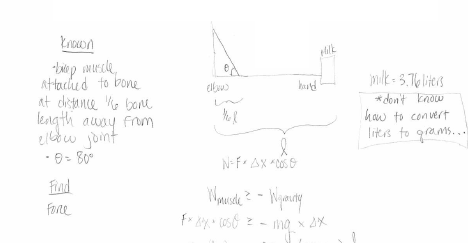 Known
· bicep muscle
attached to bone
at distance 1/6 bone
length away from
elbow joint
· θ = 80°
Find
Force
θ
milk
elbow
hand
1/6 l
l
W = F × Δx × cosθ
Wmuscle ≥ - Wgravity
F × Δx × cosθ ≥ - mg × Δx
milk = 3.76 liters
*don't know
how to convert
liters to grams...